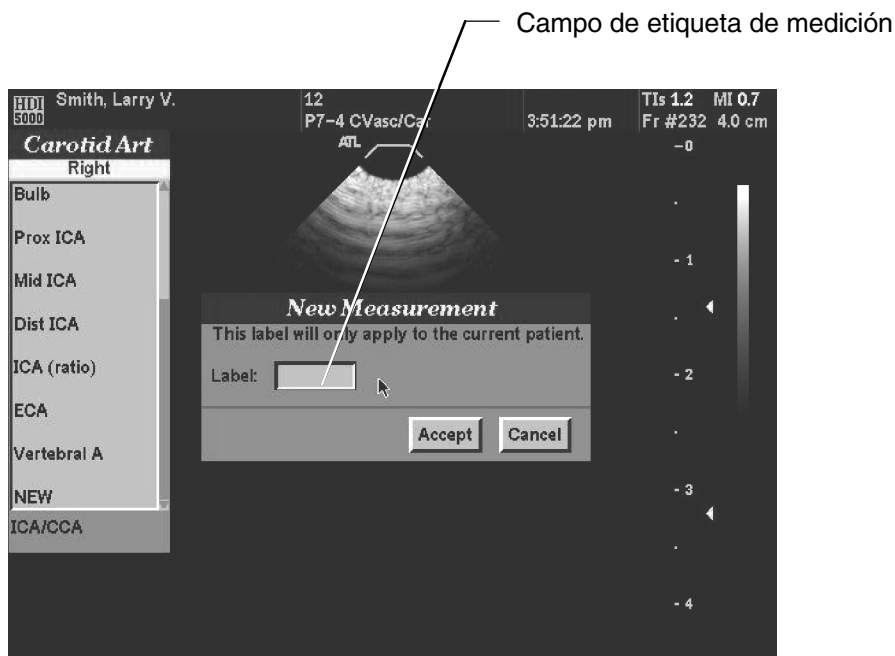 Campo de etiqueta de medición
HDI 5000 Smith, Larry V. 12 TIs 1.2 MI 0.7
P7-4 CVasc/Car 3:51:22 pm Fr #232 4.0 cm
Carotid Art
Right
Bulb
Prox ICA
Mid ICA
Dist ICA
ICA (ratio)
ECA
Vertebral A
NEW
ICA/CCA
ATL
New Measurement
This label will only apply to the current patient.
Label:
Accept Cancel
-0
- 1
- 2
- 3
- 4